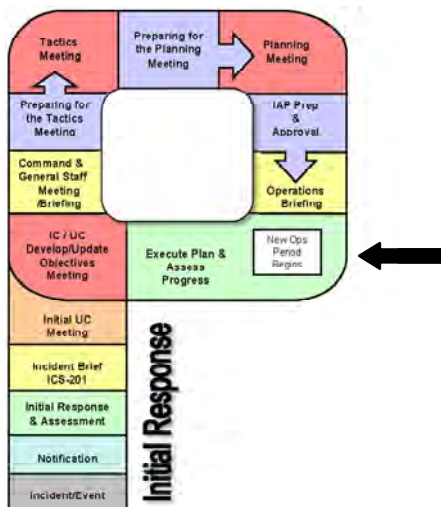 Tactics
Meeting
Preparing for
the Planning
Meeting
Planning
Meeting
Preparing for
the Tactics
Meeting
IAP Prep
&
Approval
Command &
General Staff
Meeting
/Briefing
Operations
Briefing
IC / UC
Develop/Update
Objectives
Meeting
Execute Plan &
Assess
Progress
New Ops
Period
Begins
Initial UC
Meeting
Incident Brief
ICS-201
Initial Response
& Assessment
Notification
Incident/Event
Initial Response